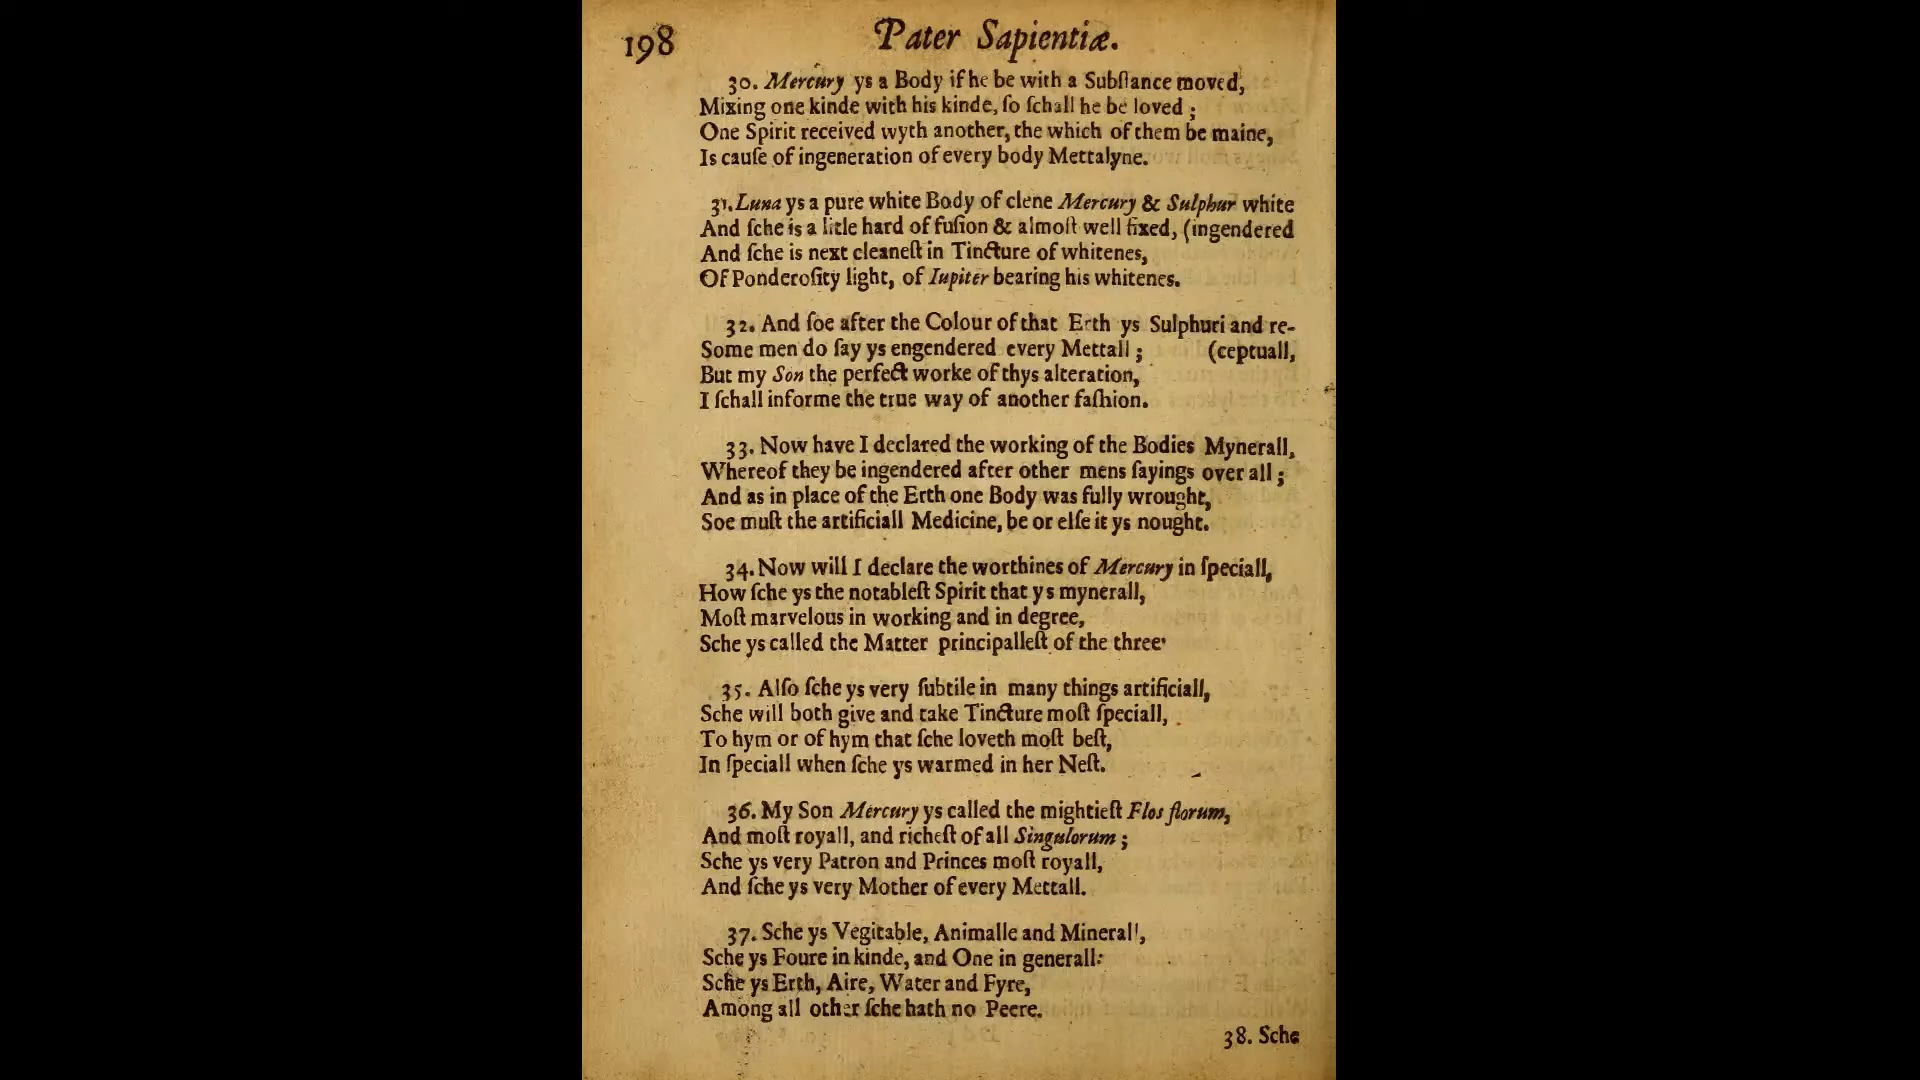 198
Pater Sapientiæ.
30. Mercury ys a Body if he be with a Subſtance moved,
Mixing one kinde with his kinde, ſo ſchall he be loved ;
One Spirit received wyth another, the which of them be maine,
Is cauſe of ingeneration of every body Mettalyne.
31. Luna ys a pure white Body of clene Mercury & Sulphur white
And ſche is a litle hard of fuſion & almoſt well fixed, (ingendered
And ſche is next cleaneſt in Tincture of whitenes,
Of Ponderoſity light, of Iupiter bearing his whitenes.
32. And ſoe after the Colour of that Erth ys Sulphuri and re-
Some men do ſay ys engendered every Mettall ; (ceptuall,
But my Son the perfect worke of thys alteration,
I ſchall informe the true way of another faſhion.
33. Now have I declared the working of the Bodies Mynerall,
Whereof they be ingendered after other mens ſayings over all ;
And as in place of the Erth one Body was fully wrought,
Soe muſt the artificiall Medicine, be or elſe it ys nought.
34. Now will I declare the worthines of Mercury in ſpeciall,
How ſche ys the notableſt Spirit that ys mynerall,
Moſt marvelous in working and in degree,
Sche ys called the Matter principalleſt of the three.
35. Alſo ſche ys very ſubtile in many things artificiall,
Sche will both give and take Tincture moſt ſpeciall,
To hym or of hym that ſche loveth moſt beſt,
In ſpeciall when ſche ys warmed in her Neſt.
36. My Son Mercury ys called the mightieſt Flos florum,
And moſt royall, and richeſt of all Singulorum ;
Sche ys very Patron and Princes moſt royall,
And ſche ys very Mother of every Mettall.
37. Sche ys Vegitable, Animalle and Minerall,
Sche ys Foure in kinde, and One in generall:
Sche ys Erth, Aire, Water and Fyre,
Among all other ſche hath no Peere.
38. Sche